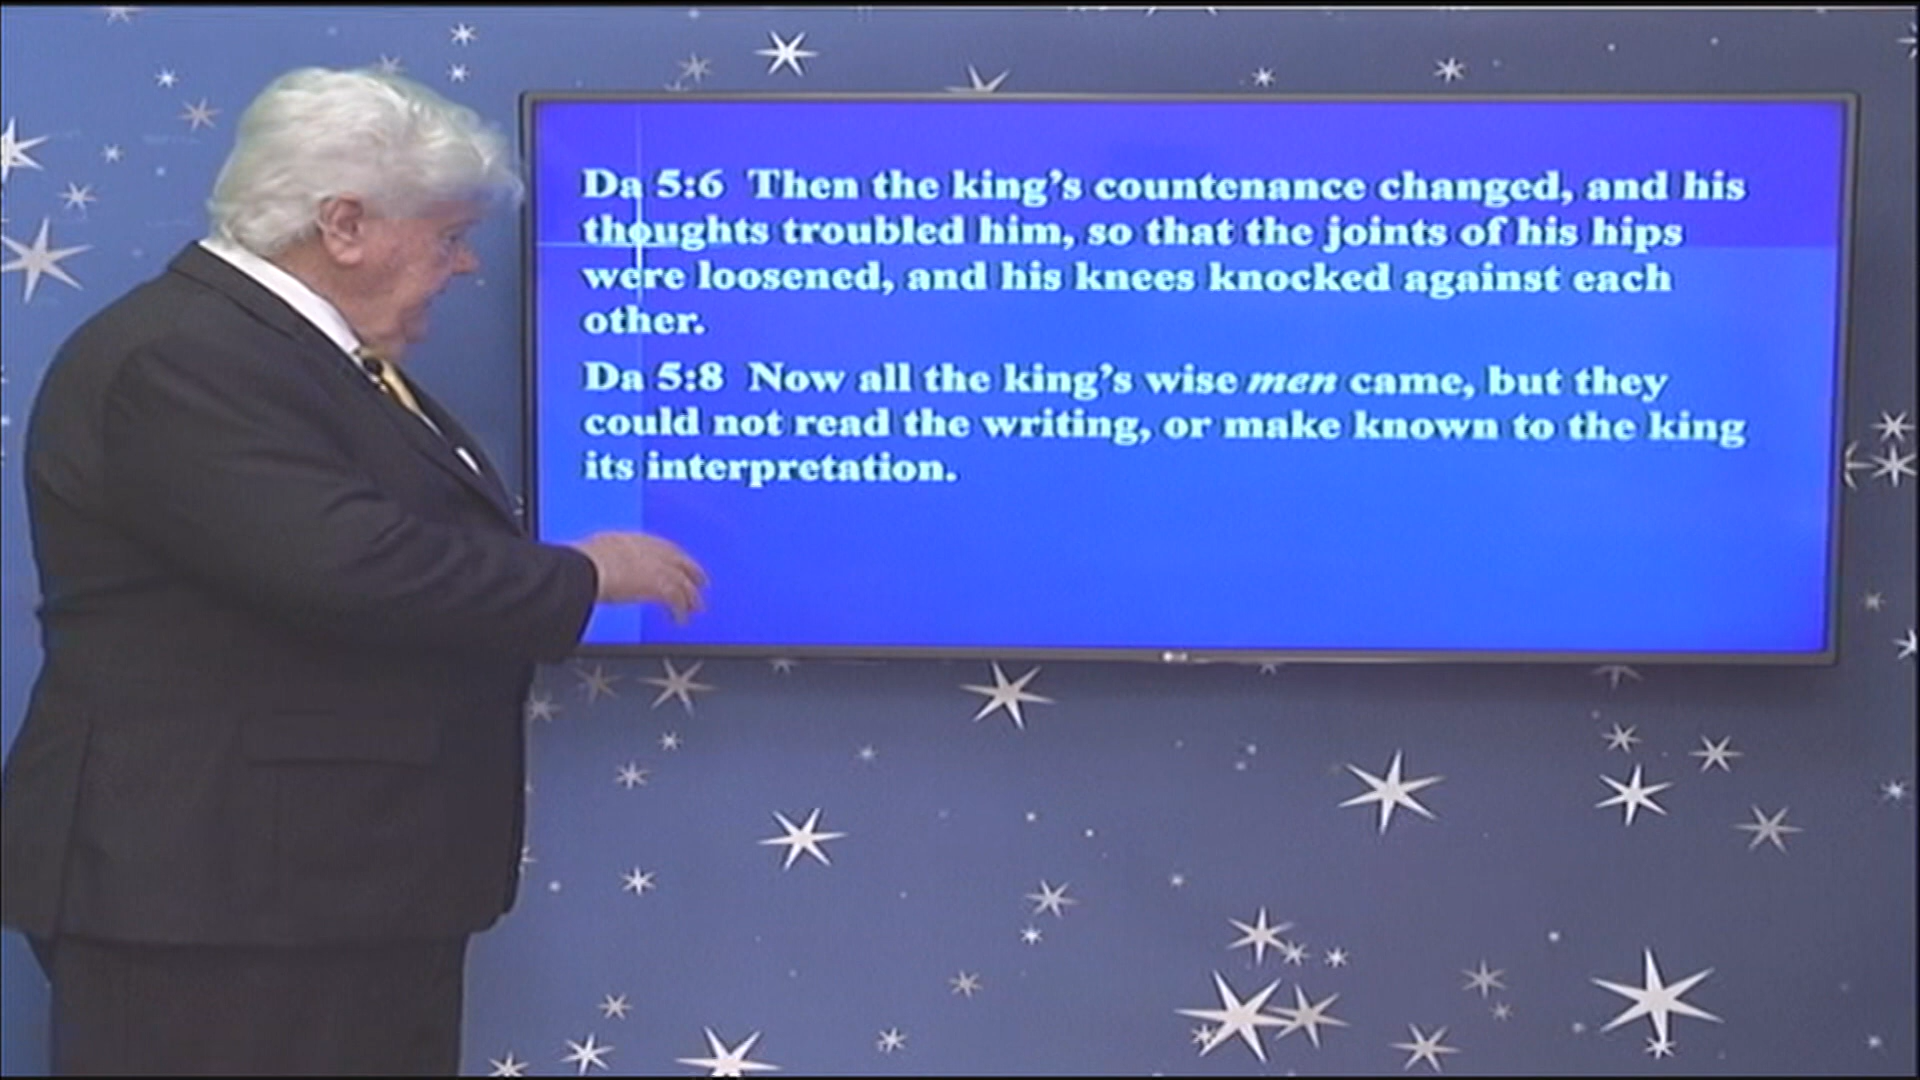 Da 5:6 Then the king's countenance changed, and his
thoughts troubled him, so that the joints of his hips
were loosened, and his knees knocked against each
other.
Da 5:8 Now all the king's wise men came, but they
could not read the writing, or make known to the king
its interpretation.